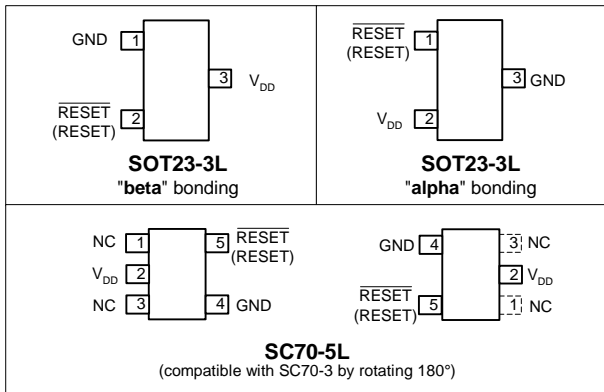 GND 1
3 V_DD
RESET
(RESET) 2
SOT23-3L
"beta" bonding
RESET
(RESET) 1
3 GND
V_DD 2
SOT23-3L
"alpha" bonding
NC 1
5 RESET
(RESET)
V_DD 2
NC 3
4 GND
GND 4
3 NC
2 V_DD
RESET
(RESET) 5
1 NC
SC70-5L
(compatible with SC70-3 by rotating 180°)